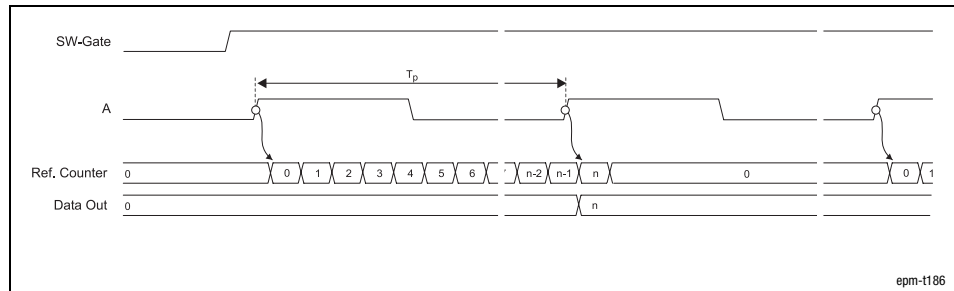 SW-Gate
Tp
A
Ref. Counter 0 0 1 2 3 4 5 6 n-2 n-1 n 0 0 1
Data Out 0 n
epm-t186